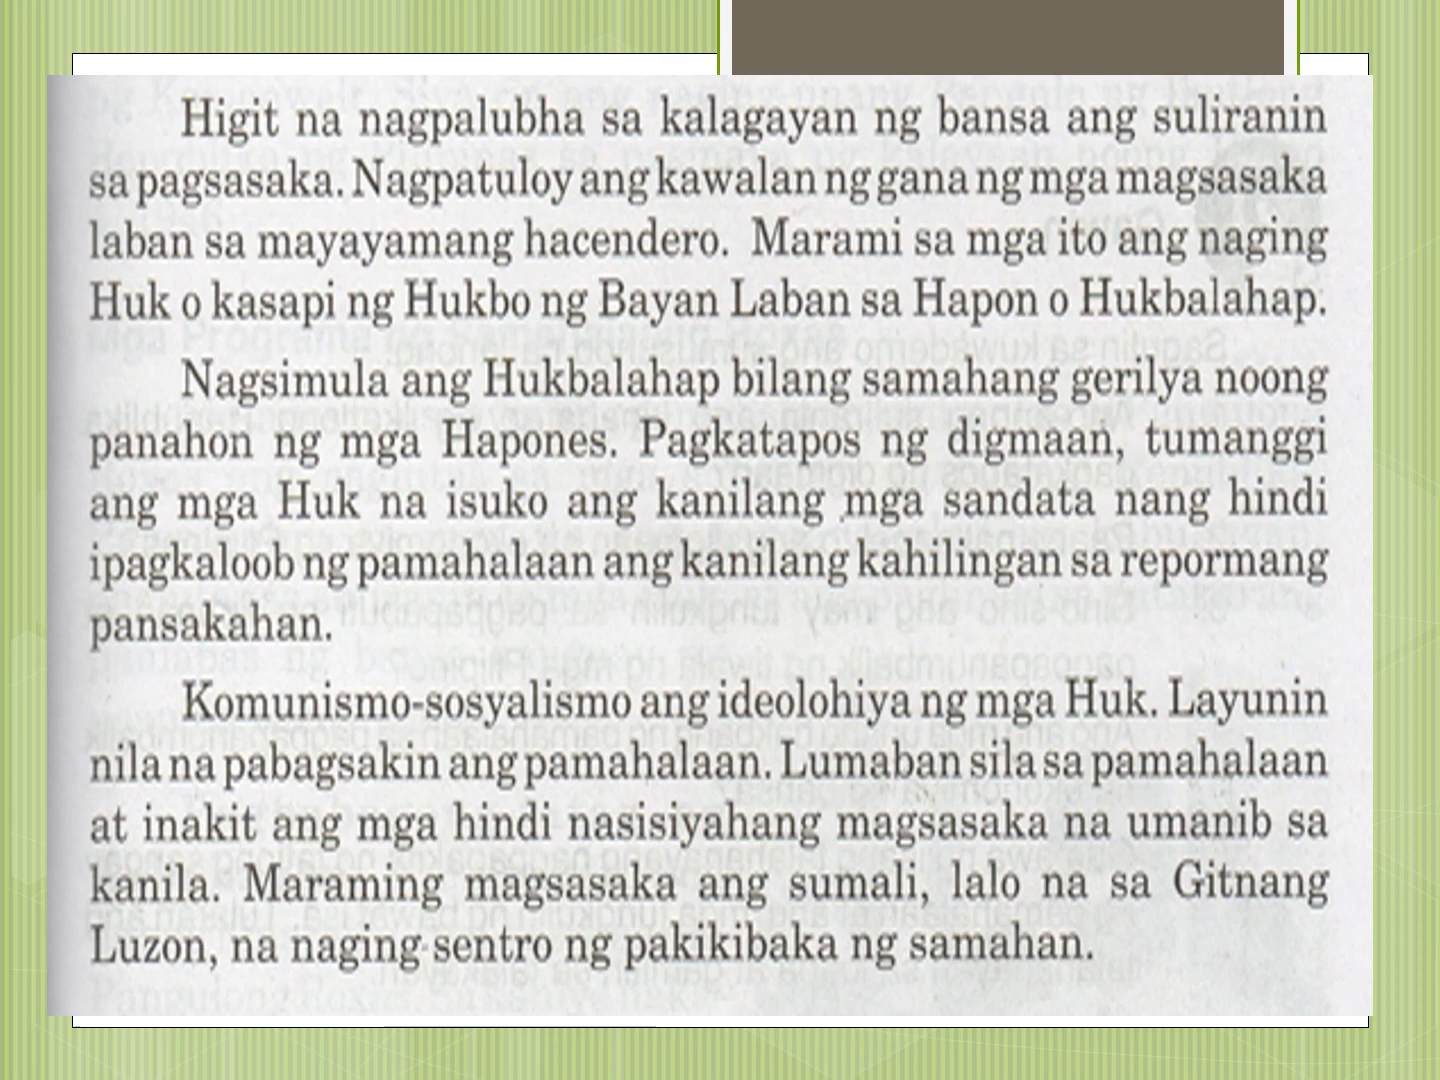 Higit na nagpalubha sa kalagayan ng bansa ang suliranin
sa pagsasaka. Nagpatuloy ang kawalan ng gana ng mga magsasaka
laban sa mayayamang hacendero. Marami sa mga ito ang naging
Huk o kasapi ng Hukbo ng Bayan Laban sa Hapon o Hukbalahap.
Nagsimula ang Hukbalahap bilang samahang gerilya noong
panahon ng mga Hapones. Pagkatapos ng digmaan, tumanggi
ang mga Huk na isuko ang kanilang mga sandata nang hindi
ipagkaloob ng pamahalaan ang kanilang kahilingan sa repormang
pansakahan.
Komunismo-sosyalismo ang ideolohiya ng mga Huk. Layunin
nila na pabagsakin ang pamahalaan. Lumaban sila sa pamahalaan
at inakit ang mga hindi nasisiyahang magsasaka na umanib sa
kanila. Maraming magsasaka ang sumali, lalo na sa Gitnang
Luzon, na naging sentro ng pakikibaka ng samahan.